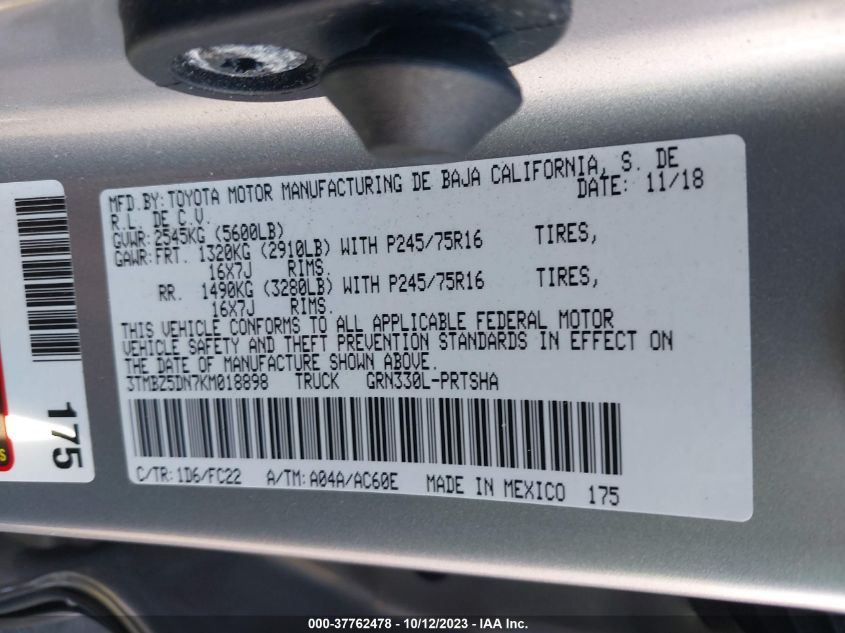 MFD.BY:TOYOTA MOTOR MANUFACTURING DE BAJA CALIFORNIA, S. DE
R.L. DE C.V. DATE: 11/18
GVWR:2545KG (5600LB)
GAWR:FRT. 1320KG (2910LB) WITH P245/75R16 TIRES,
16X7J RIMS.
RR. 1490KG (3280LB) WITH P245/75R16 TIRES,
16X7J RIMS.
THIS VEHICLE CONFORMS TO ALL APPLICABLE FEDERAL MOTOR
VEHICLE SAFETY AND THEFT PREVENTION STANDARDS IN EFFECT ON
THE DATE OF MANUFACTURE SHOWN ABOVE.
3TMBZ5DN7KM018898 TRUCK GRN330L-PRTSHA
C/TR:1D6/FC22 A/TM:A04A/AC60E MADE IN MEXICO 175
175
S
000-37762478 - 10/12/2023 - IAA Inc.